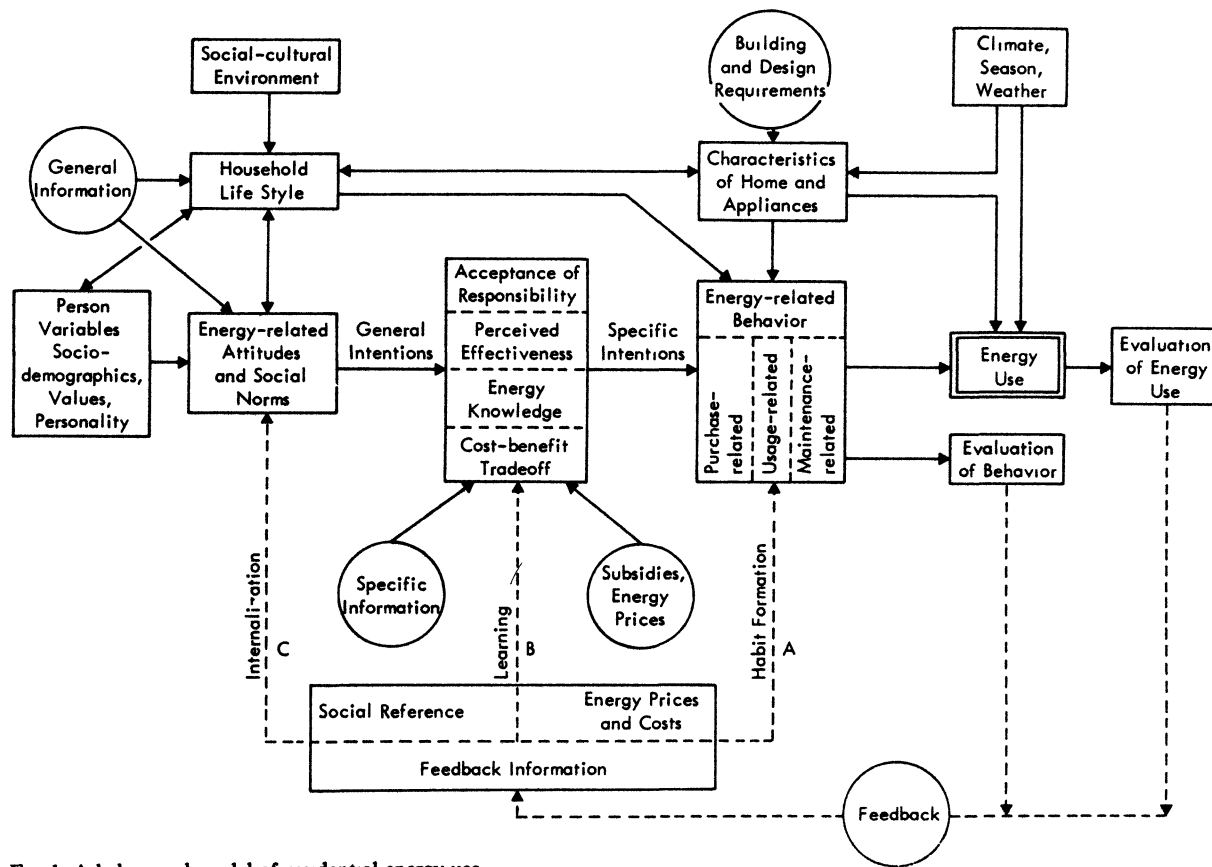 Social-cultural
Environment
Building
and Design
Requirements
Climate,
Season,
Weather
General
Information
Household
Life Style
Characteristics
of Home and
Appliances
Person
Variables
Socio-
demographics,
Values,
Personality
Energy-related
Attitudes
and Social
Norms
General
Intentions
Acceptance of
Responsibility
Perceived
Effectiveness
Energy
Knowledge
Cost-benefit
Tradeoff
Specific
Intentions
Energy-related
Behavior
Purchase-
related
Usage-related
Maintenance-
related
Energy
Use
Evaluation
of Energy
Use
Evaluation
of Behavior
Specific
Information
Subsidies,
Energy
Prices
Internali-ation
C
Learning
B
Habit Formation
A
Social Reference
Energy Prices
and Costs
Feedback Information
Feedback